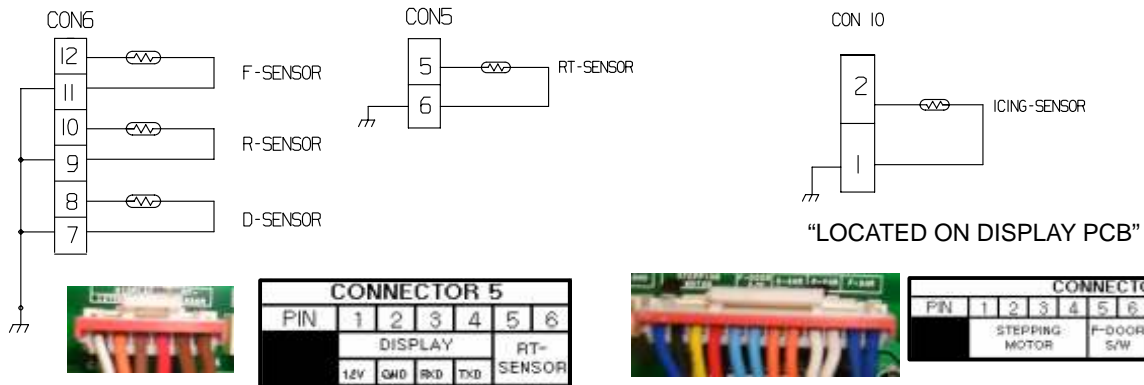 CON6
12
11
10
9
8
7
F-SENSOR
R-SENSOR
D-SENSOR
CON5
5
6
RT-SENSOR
CON 10
2
1
ICING-SENSOR
“LOCATED ON DISPLAY PCB”
CONNECTOR 5
PIN 1 2 3 4 5 6
DISPLAY
RT-
SENSOR
12V GND RXD TXD
CONNECTO
PIN 1 2 3 4 5 6
STEPPING
MOTOR
F-DOOR
S/W